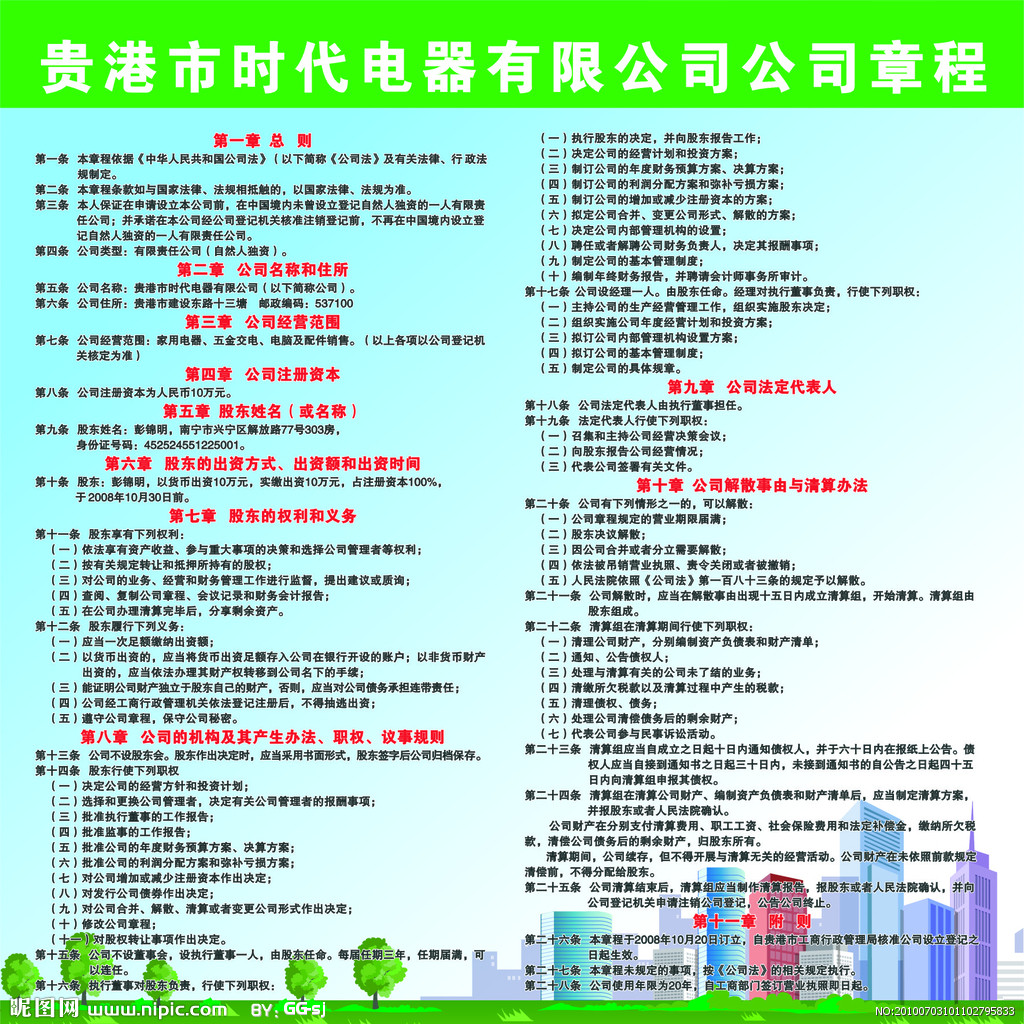 贵港市时代电器有限公司公司章程
第一章 总 则
第一条 本章程依据《中华人民共和国公司法》（以下简称《公司法》及有关法律、行 政法
规制定。
第二条 本章程条款如与国家法律、法规相抵触的，以国家法律、法规为准。
第三条 本人保证在申请设立本公司前，在中国境内未曾设立登记自然人独资的一人有限责
任公司；并承诺在本公司经公司登记机关核准注销登记前，不再在中国境内设立登
记自然人独资的一人有限责任公司。
第四条 公司类型：有限责任公司（自然人独资）。
第二章 公司名称和住所
第五条 公司名称：贵港市时代电器有限公司（以下简称公司）。
第六条 公司住所：贵港市建设东路十三塘 邮政编码：537100
第三章 公司经营范围
第七条 公司经营范围：家用电器、五金交电、电脑及配件销售。（以上各项以公司登记机
关核定为准）
第四章 公司注册资本
第八条 公司注册资本为人民币10万元。
第五章 股东姓名（或名称）
第九条 股东姓名：彭锦明，南宁市兴宁区解放路77号303房，
身份证号码：452524551225001。
第六章 股东的出资方式、出资额和出资时间
第十条 股东：彭锦明，以货币出资10万元，实缴出资10万元，占注册资本100%，
于2008年10月30日前。
第七章 股东的权利和义务
第十一条 股东享有下列权利：
（一）依法享有资产收益、参与重大事项的决策和选择公司管理者等权利；
（二）按有关规定转让和抵押所持有的股权；
（三）对公司的业务、经营和财务管理工作进行监督，提出建议或质询；
（四）查阅、复制公司章程、会议记录和财务会计报告；
（五）在公司办理清算完毕后，分享剩余资产。
第十二条 股东履行下列义务：
（一）应当一次足额缴纳出资额；
（二）以货币出资的，应当将货币出资足额存入公司在银行开设的账户；以非货币财产
出资的，应当依法办理其财产权转移到公司名下的手续；
（三）能证明公司财产独立于股东自己的财产，否则，应当对公司债务承担连带责任；
（四）公司经工商行政管理机关依法登记注册后，不得抽逃出资；
（五）遵守公司章程，保守公司秘密。
第八章 公司的机构及其产生办法、职权、议事规则
第十三条 公司不设股东会。股东作出决定时，应当采用书面形式，股东签字后公司归档保存。
第十四条 股东行使下列职权
（一）决定公司的经营方针和投资计划；
（二）选择和更换公司管理者，决定有关公司管理者的报酬事项；
（三）批准执行董事的工作报告；
（四）批准监事的工作报告；
（五）批准公司的年度财务预算方案、决算方案；
（六）批准公司的利润分配方案和弥补亏损方案；
（七）对公司增加或减少注册资本作出决定；
（八）对发行公司债券作出决定；
（九）对公司合并、解散、清算或者变更公司形式作出决定；
（十）修改公司章程；
（十一）对股权转让事项作出决定。
第十五条 公司不设董事会，设执行董事一人，由股东任命。每届任期三年，任期届满，可
以连任。
第十六条 执行董事对股东负责，行使下列职权：
（一）执行股东的决定，并向股东报告工作；
（二）决定公司的经营计划和投资方案；
（三）制订公司的年度财务预算方案、决算方案；
（四）制订公司的利润分配方案和弥补亏损方案；
（五）制订公司的增加或减少注册资本的方案；
（六）拟定公司合并、变更公司形式、解散的方案；
（七）决定公司内部管理机构的设置；
（八）聘任或者解聘公司财务负责人，决定其报酬事项；
（九）制定公司的基本管理制度；
（十）编制年终财务报告，并聘请会计师事务所审计。
第十七条 公司设经理一人。由股东任命。经理对执行董事负责，行使下列职权：
（一）主持公司的生产经营管理工作，组织实施股东决定；
（二）组织实施公司年度经营计划和投资方案；
（三）拟订公司内部管理机构设置方案；
（四）拟订公司的基本管理制度；
（五）制定公司的具体规章。
第九章 公司法定代表人
第十八条 公司法定代表人由执行董事担任。
第十九条 法定代表人行使下列职权：
（一）召集和主持公司经营决策会议；
（二）向股东报告公司经营情况；
（三）代表公司签署有关文件。
第十章 公司解散事由与清算办法
第二十条 公司有下列情形之一的，可以解散：
（一）公司章程规定的营业期限届满；
（二）股东决议解散；
（三）因公司合并或者分立需要解散；
（四）依法被吊销营业执照、责令关闭或者被撤销；
（五）人民法院依照《公司法》第一百八十三条的规定予以解散。
第二十一条 公司解散时，应当在解散事由出现十五日内成立清算组，开始清算。清算组由
股东组成。
第二十二条 清算组在清算期间行使下列职权：
（一）清理公司财产，分别编制资产负债表和财产清单；
（二）通知、公告债权人；
（三）处理与清算有关的公司未了结的业务；
（四）清缴所欠税款以及清算过程中产生的税款；
（五）清理债权、债务；
（六）处理公司清偿债务后的剩余财产；
（七）代表公司参与民事诉讼活动。
第二十三条 清算组应当自成立之日起十日内通知债权人，并于六十日内在报纸上公告。债
权人应当自接到通知书之日起三十日内，未接到通知书的自公告之日起四十五
日内向清算组申报其债权。
第二十四条 清算组在清算公司财产、编制资产负债表和财产清单后，应当制定清算方案，
并报股东或者人民法院确认。
公司财产在分别支付清算费用、职工工资、社会保险费用和法定补偿金，缴纳所欠税
款，清偿公司债务后的剩余财产，归股东所有。
清算期间，公司续存，但不得开展与清算无关的经营活动。公司财产在未依照前款规定
清偿前，不得分配给股东。
第二十五条 公司清算结束后，清算组应当制作清算报告，报股东或者人民法院确认，并向
公司登记机关申请注销公司登记，公告公司终止。
第十一章 附 则
第二十六条 本章程于2008年10月20日订立，自贵港市工商行政管理局核准公司设立登记之
日起生效。
第二十七条 本章程未规定的事项，按《公司法》的相关规定执行。
第二十八条 公司使用年限为20年，自工商部门签订营业执照即日起。
昵图网 www.nipic.com BY: GG-sj
NO:20100703101102795833